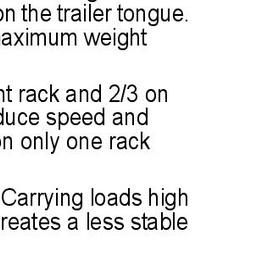 on the trailer tongue.
maximum weight
nt rack and 2/3 on
duce speed and
on only one rack
Carrying loads high
reates a less stable